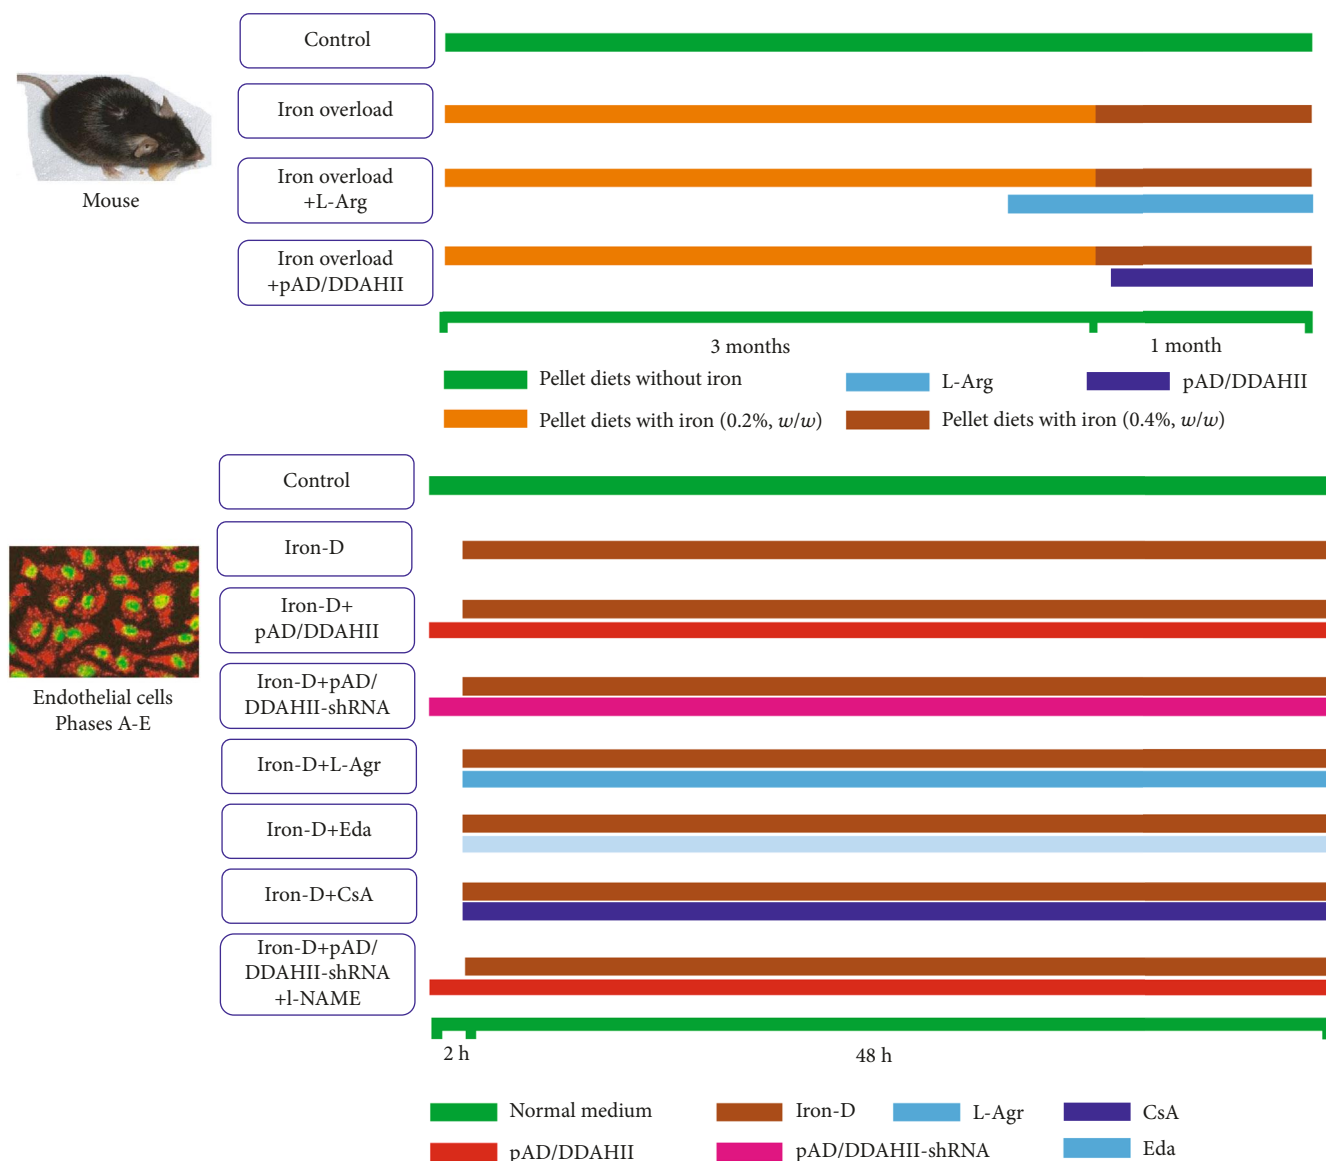 Control
Iron overload
Iron overload
+L-Arg
Iron overload
+pAD/DDAHII
Mouse
3 months
1 month
Pellet diets without iron
L-Arg
pAD/DDAHII
Pellet diets with iron (0.2%, w/w)
Pellet diets with iron (0.4%, w/w)
Control
Iron-D
Iron-D+
pAD/DDAHII
Iron-D+pAD/
DDAHII-shRNA
Iron-D+L-Agr
Iron-D+Eda
Iron-D+CsA
Iron-D+pAD/
DDAHII-shRNA
+l-NAME
Endothelial cells
Phases A-E
2 h
48 h
Normal medium
Iron-D
L-Agr
CsA
pAD/DDAHII
pAD/DDAHII-shRNA
Eda